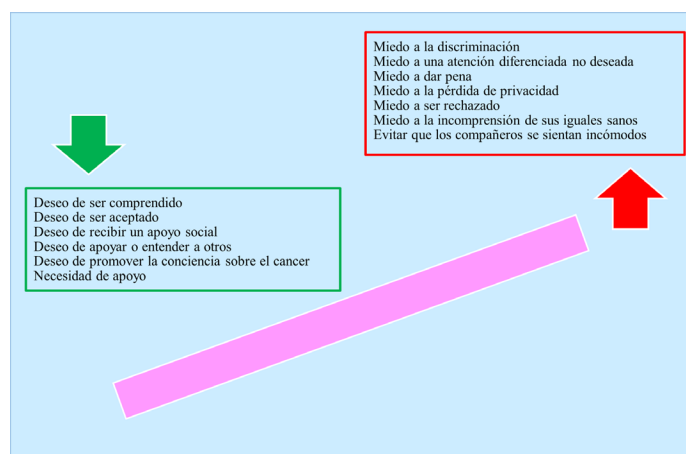 Miedo a la discriminación
Miedo a una atención diferenciada no deseada
Miedo a dar pena
Miedo a la pérdida de privacidad
Miedo a ser rechazado
Miedo a la incomprensión de sus iguales sanos
Evitar que los compañeros se sientan incómodos
Deseo de ser comprendido
Deseo de ser aceptado
Deseo de recibir un apoyo social
Deseo de apoyar o entender a otros
Deseo de promover la conciencia sobre el cancer
Necesidad de apoyo